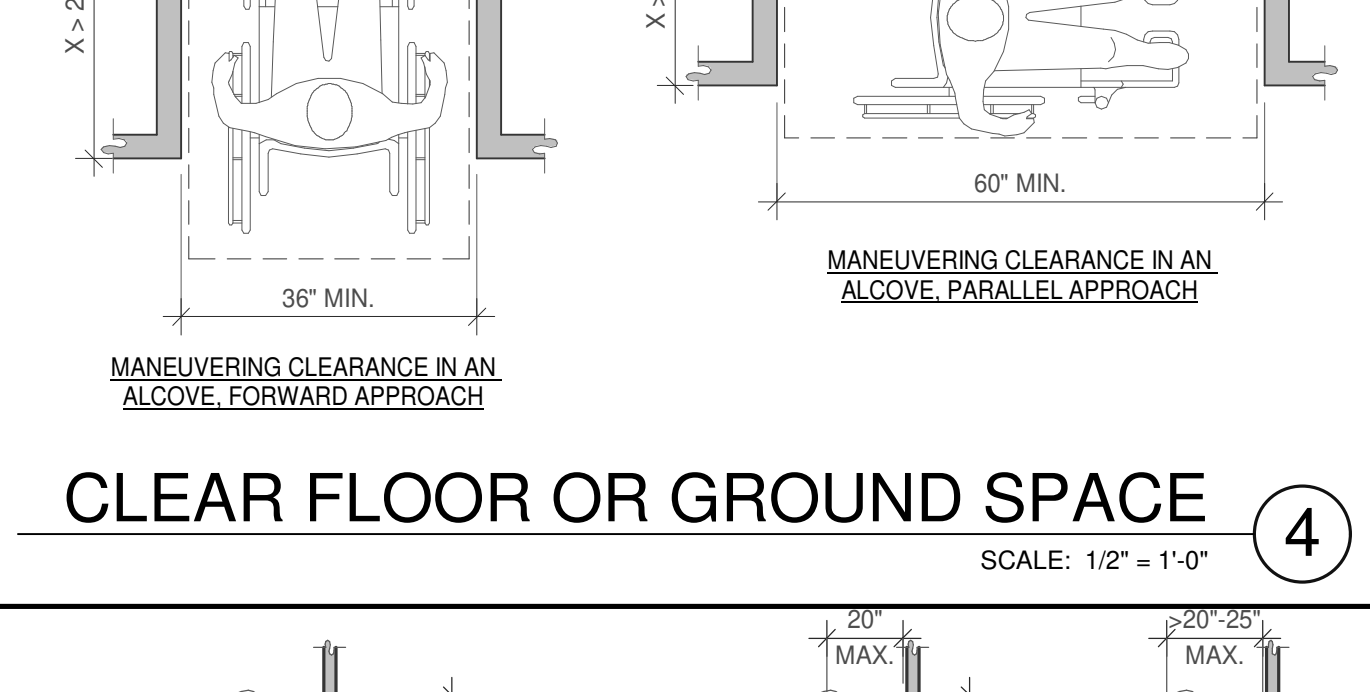 X > 2
X >
60" MIN.
MANEUVERING CLEARANCE IN AN
ALCOVE, PARALLEL APPROACH
36" MIN.
MANEUVERING CLEARANCE IN AN
ALCOVE, FORWARD APPROACH
CLEAR FLOOR OR GROUND SPACE
4
SCALE: 1/2" = 1'-0"
20"
MAX.
>20"-25"
MAX.